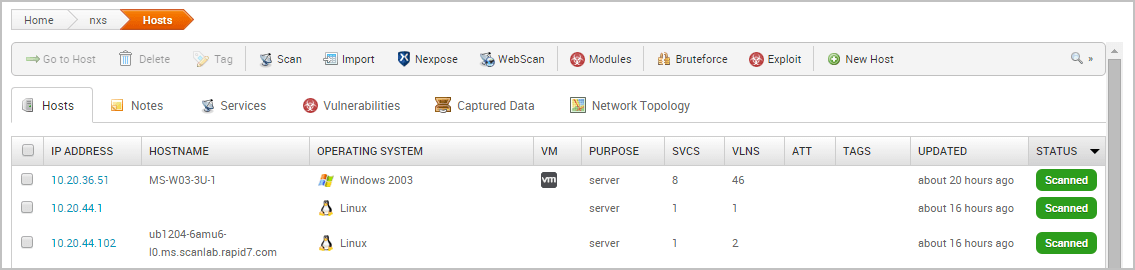 Home nxs Hosts
Go to Host Delete Tag Scan Import Nexpose WebScan Modules Bruteforce Exploit New Host »
Hosts Notes Services Vulnerabilities Captured Data Network Topology
IP ADDRESS HOSTNAME OPERATING SYSTEM VM PURPOSE SVCS VLNS ATT TAGS UPDATED STATUS
10.20.36.51 MS-W03-3U-1 Windows 2003 vm server 8 46 about 20 hours ago Scanned
10.20.44.1 Linux server 1 1 about 16 hours ago Scanned
10.20.44.102 ub1204-6amu6-
l0.ms.scanlab.rapid7.com Linux server 1 2 about 16 hours ago Scanned